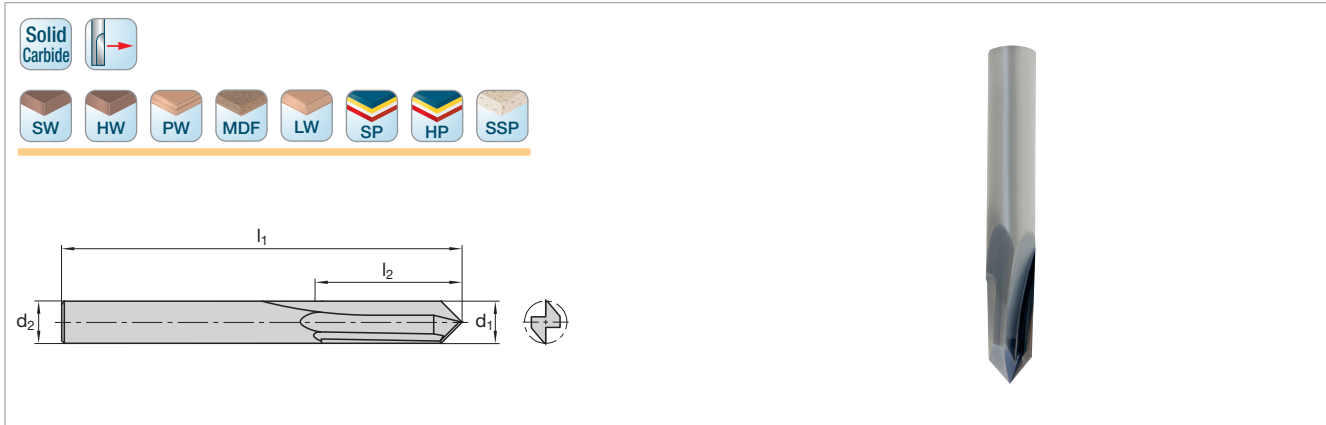 Solid
Carbide
SW HW PW MDF LW SP HP SSP
l₁
l₂
d₂ d₁